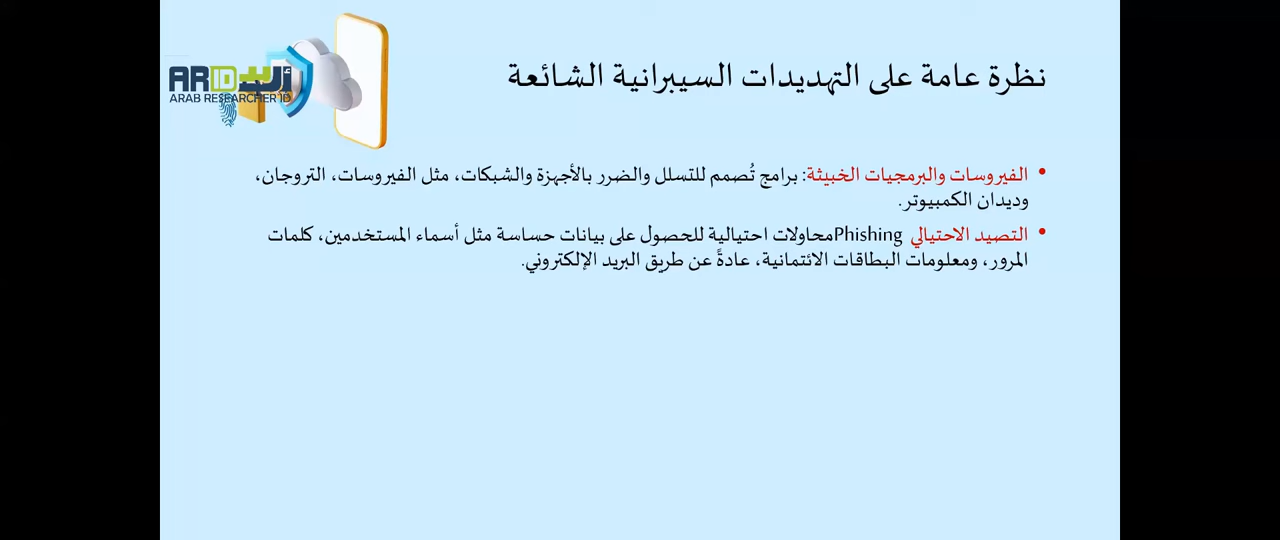 نظرة عامة على التهديدات السيبرانية الشائعة
أريد
ARID
ARAB RESEARCHER ID
• الفيروسات والبرمجيات الخبيثة: برامج تُصمم للتسلل والضرر بالأجهزة والشبكات، مثل الفيروسات، التروجان،
وديدان الكمبيوتر.
• التصيد الاحتيالي Phishingمحاولات احتيالية للحصول على بيانات حساسة مثل أسماء المستخدمين، كلمات
المرور، ومعلومات البطاقات الائتمانية، عادةً عن طريق البريد الإلكتروني.